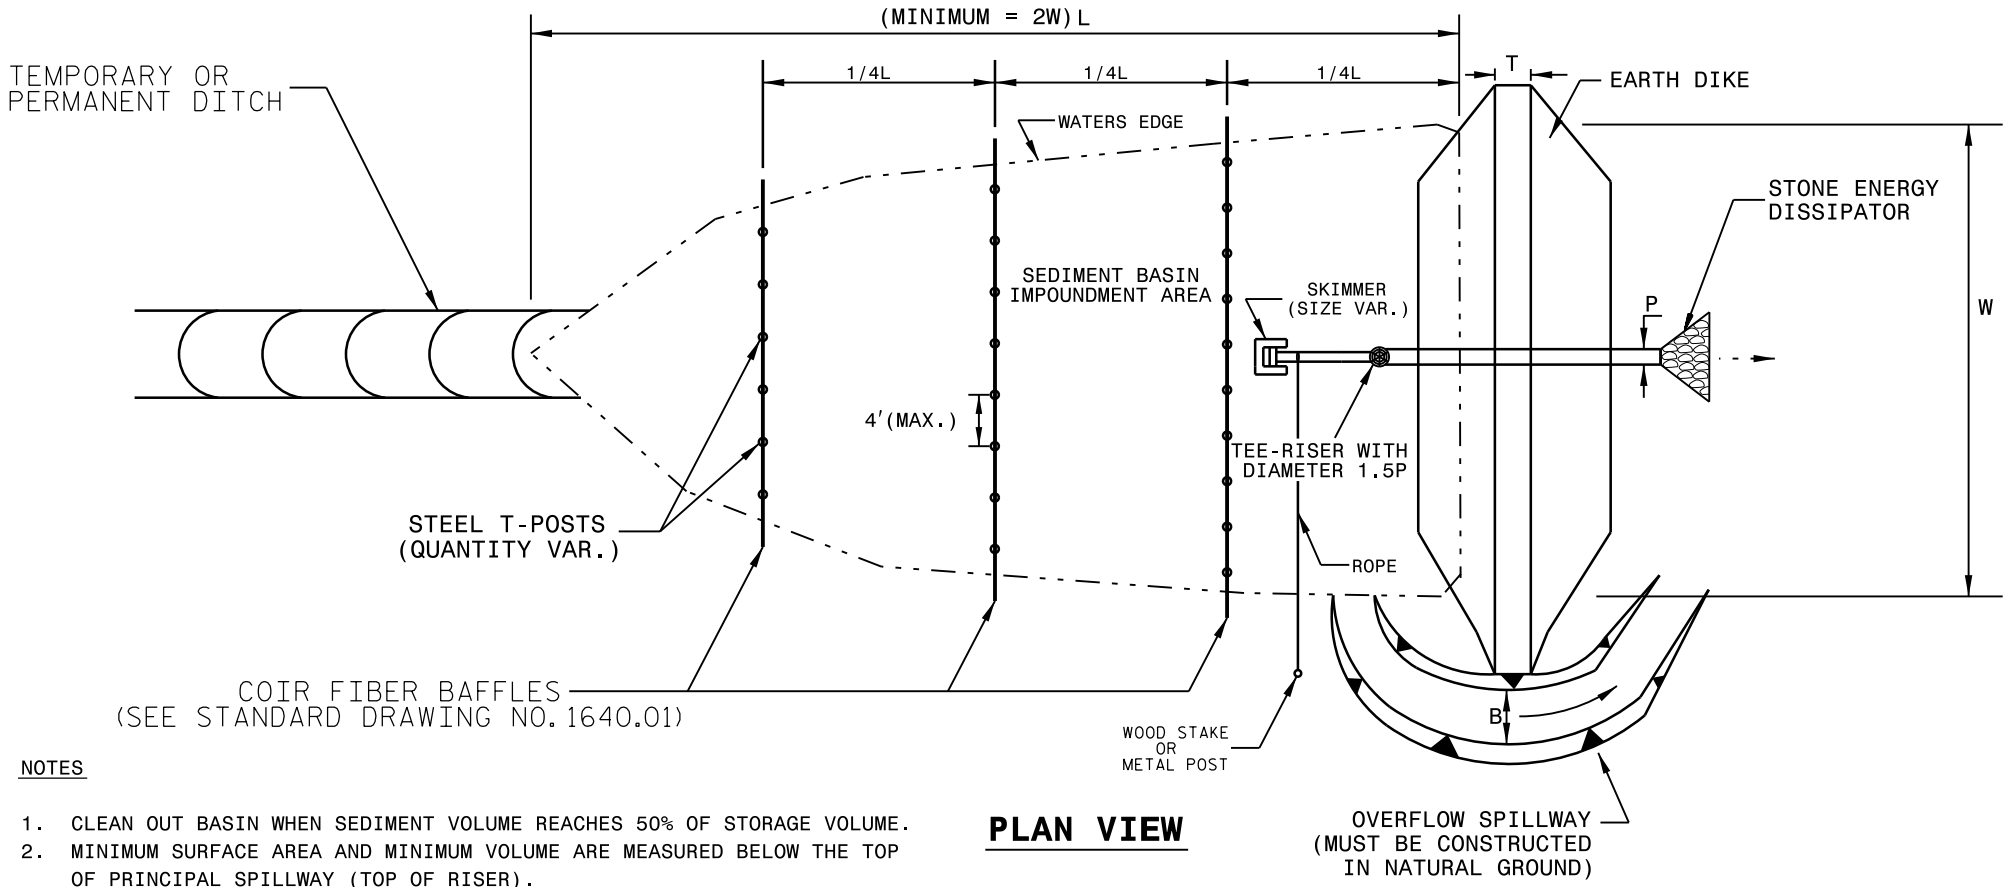 (MINIMUM = 2W) L
TEMPORARY OR
PERMANENT DITCH
1/4L
1/4L
1/4L
T
EARTH DIKE
WATERS EDGE
STONE ENERGY
DISSIPATOR
SEDIMENT BASIN
IMPOUNDMENT AREA
SKIMMER
(SIZE VAR.)
P
W
4'(MAX.)
TEE-RISER WITH
DIAMETER 1.5P
STEEL T-POSTS
(QUANTITY VAR.)
ROPE
COIR FIBER BAFFLES
(SEE STANDARD DRAWING NO.1640.01)
B
WOOD STAKE
OR
METAL POST
NOTES
1. CLEAN OUT BASIN WHEN SEDIMENT VOLUME REACHES 50% OF STORAGE VOLUME.
2. MINIMUM SURFACE AREA AND MINIMUM VOLUME ARE MEASURED BELOW THE TOP
OF PRINCIPAL SPILLWAY (TOP OF RISER).
PLAN VIEW
OVERFLOW SPILLWAY
(MUST BE CONSTRUCTED
IN NATURAL GROUND)